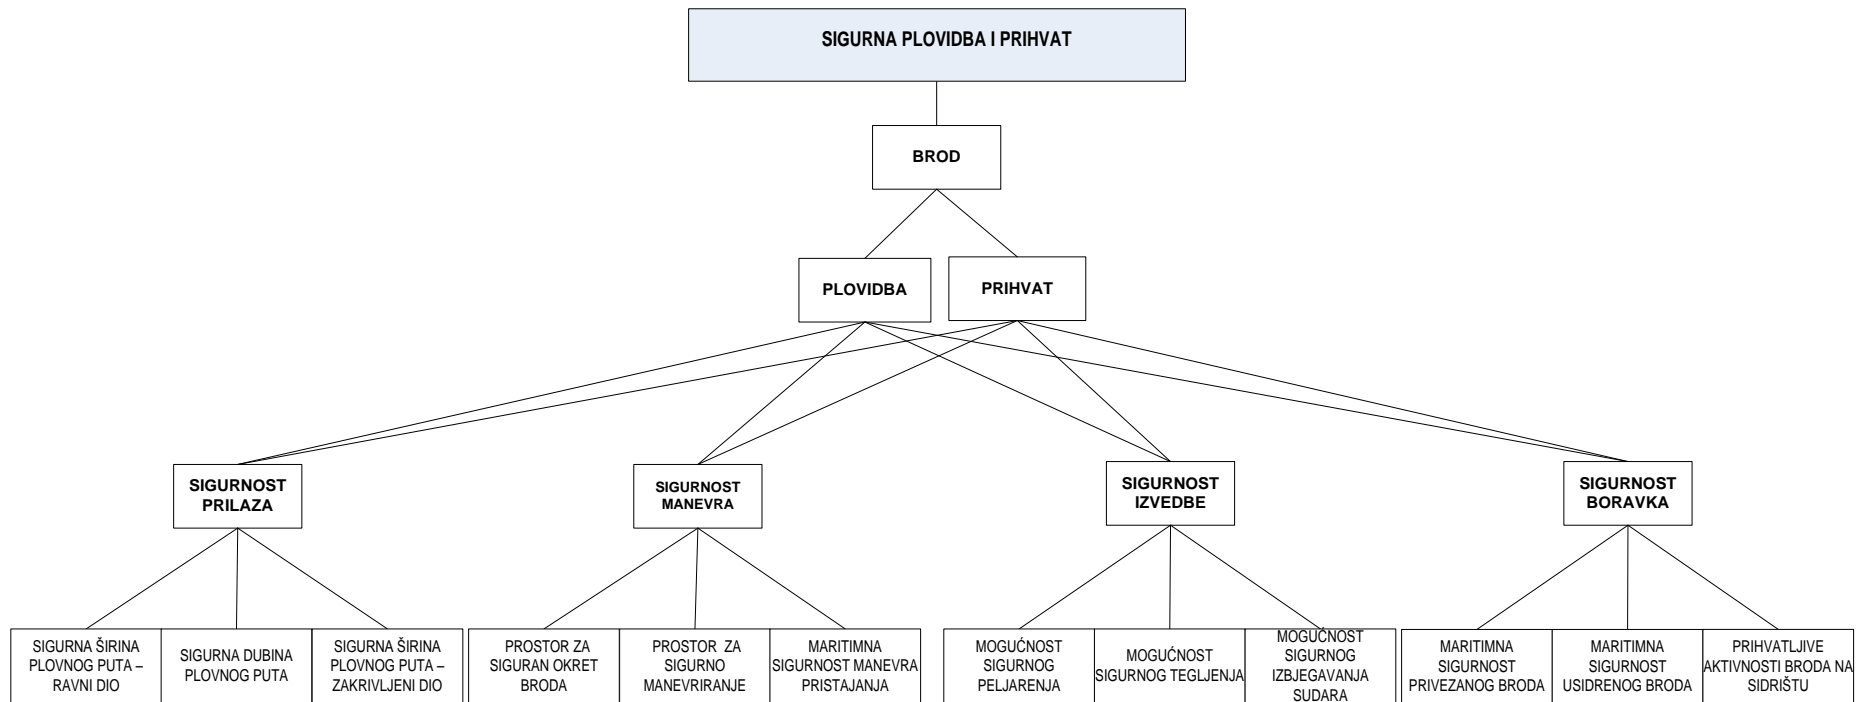 SIGURNA PLOVIDBA I PRIHVAT
BROD
PLOVIDBA
PRIHVAT
SIGURNOST
PRILAZA
SIGURNOST
MANEVRA
SIGURNOST
IZVEDBE
SIGURNOST
BORAVKA
SIGURNA ŠIRINA
PLOVNOG PUTA –
RAVNI DIO
SIGURNA DUBINA
PLOVNOG PUTA
SIGURNA ŠIRINA
PLOVNOG PUTA –
ZAKRIVLJENI DIO
PROSTOR ZA
SIGURAN OKRET
BRODA
PROSTOR ZA
SIGURNO
MANEVRIRANJE
MARITIMNA
SIGURNOST MANEVRA
PRISTAJANJA
MOGUĆNOST
SIGURNOG
PELJARENJA
MOGUĆNOST
SIGURNOG TEGLJENJA
MOGUĆNOST
SIGURNOG
IZBJEGAVANJA
SUDARA
MARITIMNA
SIGURNOST
PRIVEZANOG BRODA
MARITIMNA
SIGURNOST
USIDRENOG BRODA
PRIHVATLJIVE
AKTIVNOSTI BRODA NA
SIDRIŠTU